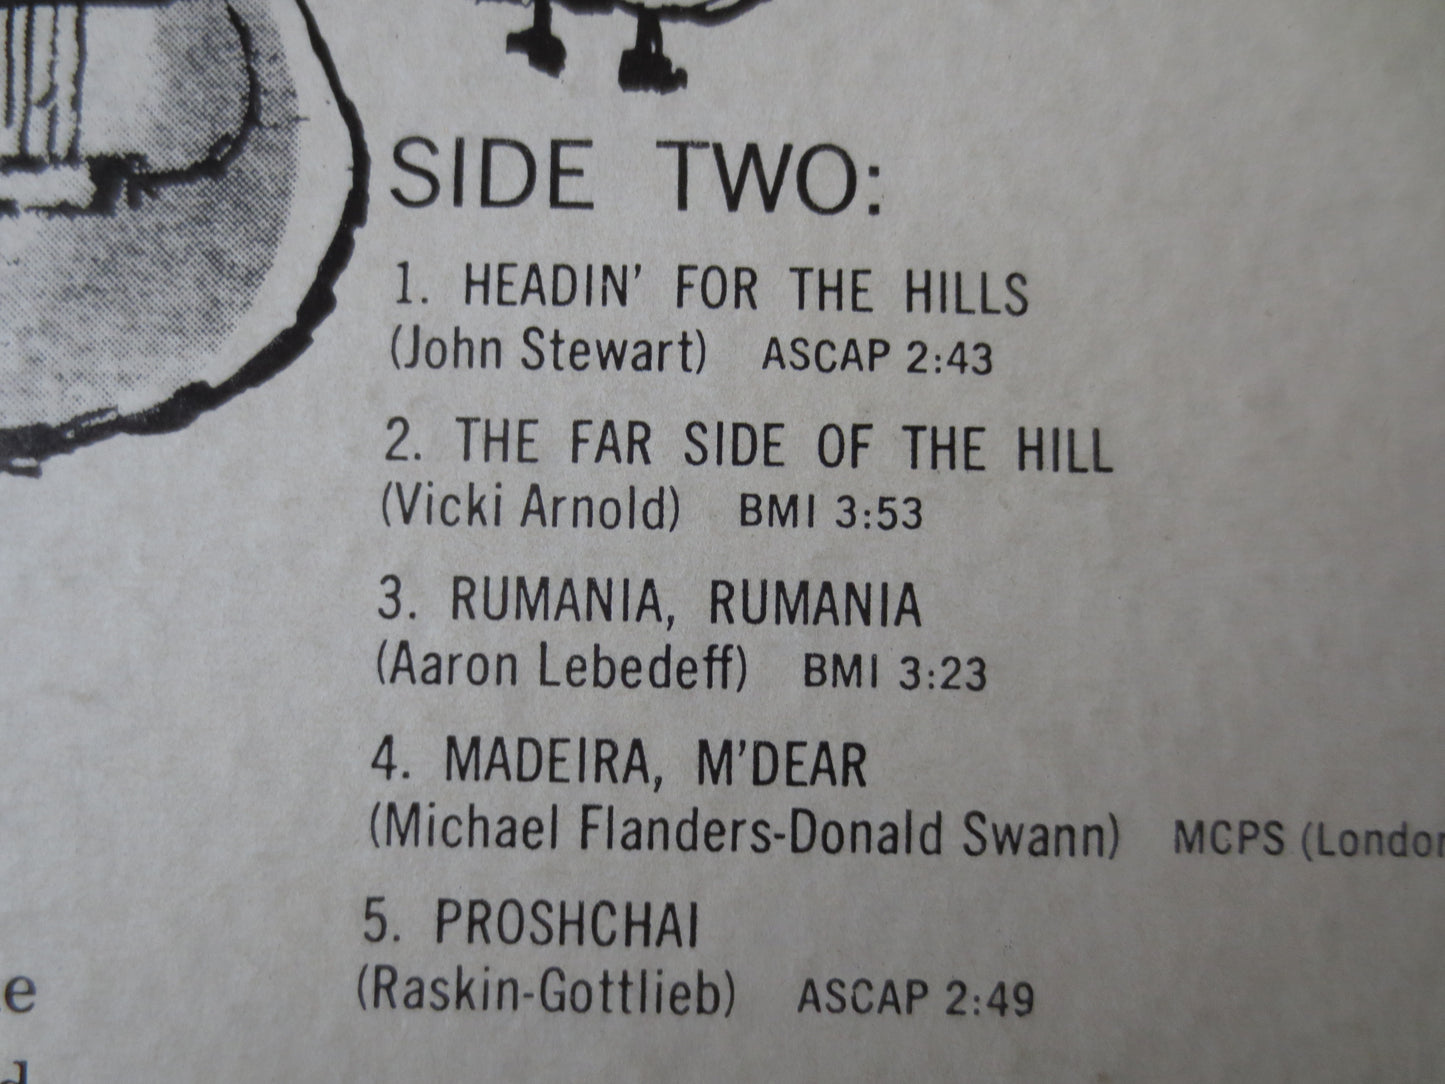 SIDE TWO:
1. HEADIN' FOR THE HILLS
(John Stewart) ASCAP 2:43
2. THE FAR SIDE OF THE HILL
(Vicki Arnold) BMI 3:53
3. RUMANIA, RUMANIA
(Aaron Lebedeff) BMI 3:23
4. MADEIRA, M'DEAR
(Michael Flanders-Donald Swann) MCPS (London
5. PROSHCHAI
(Raskin-Gottlieb) ASCAP 2:49